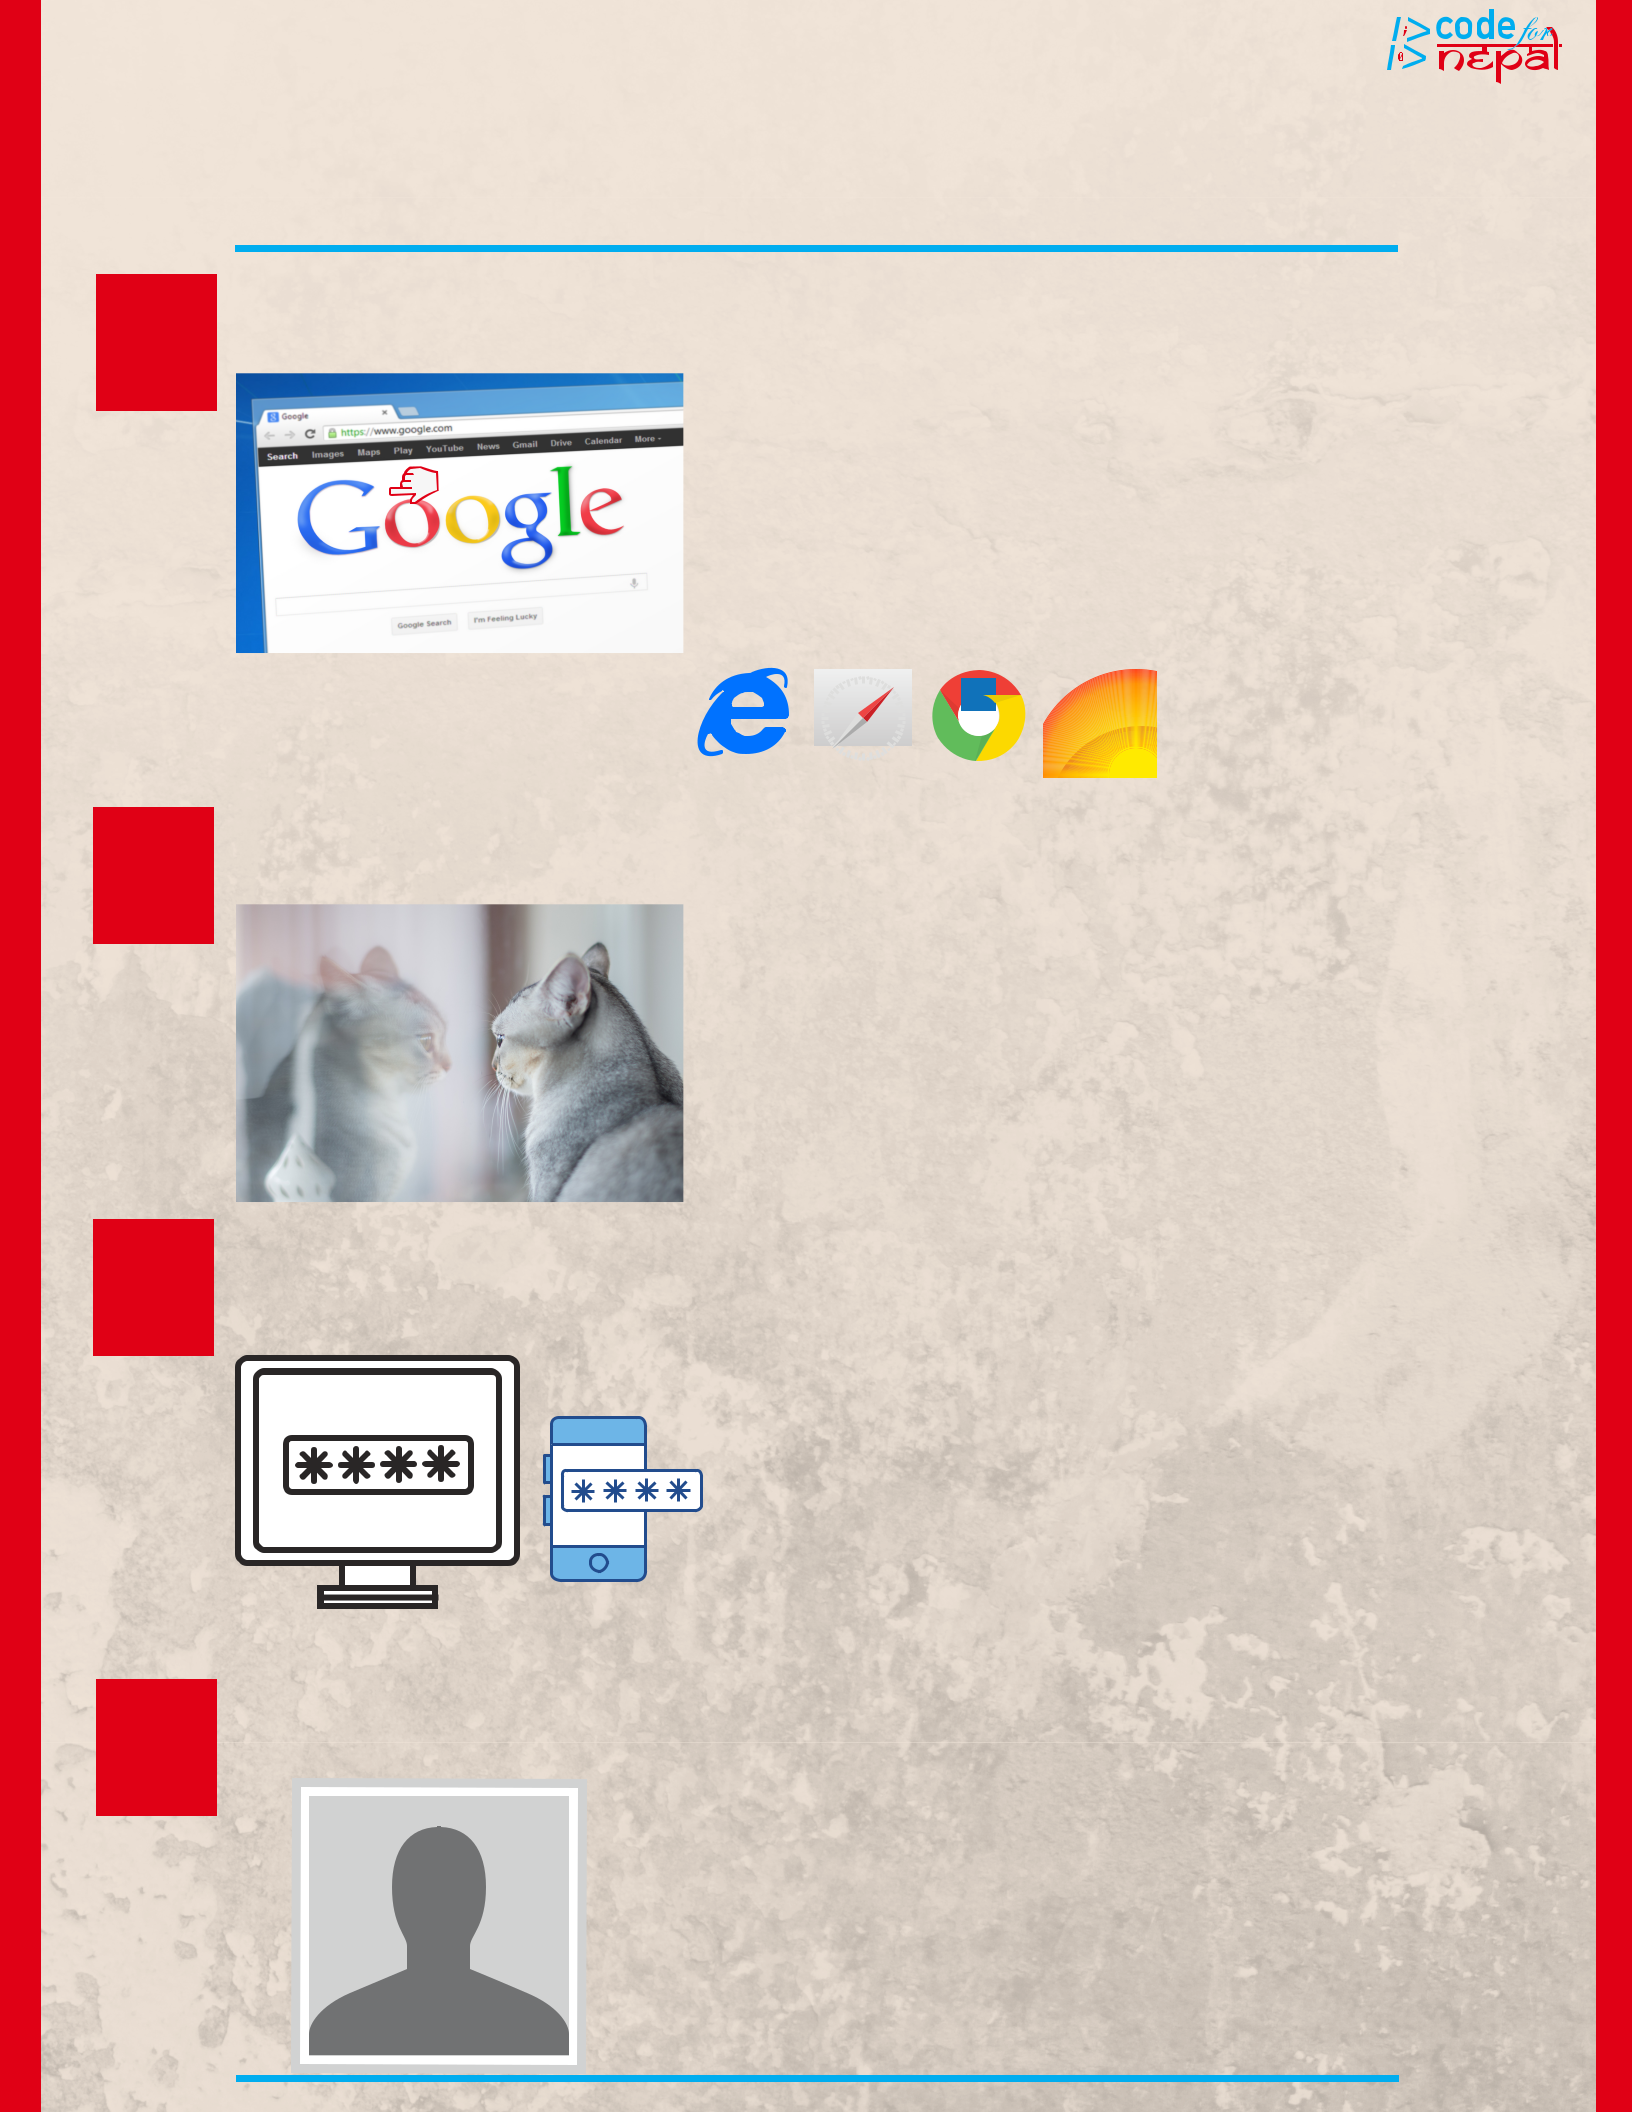 code for
nepal
Google
https://www.google.com
Search Images Maps Play YouTube News Gmail Drive Calendar More
Google
Google Search I'm Feeling Lucky